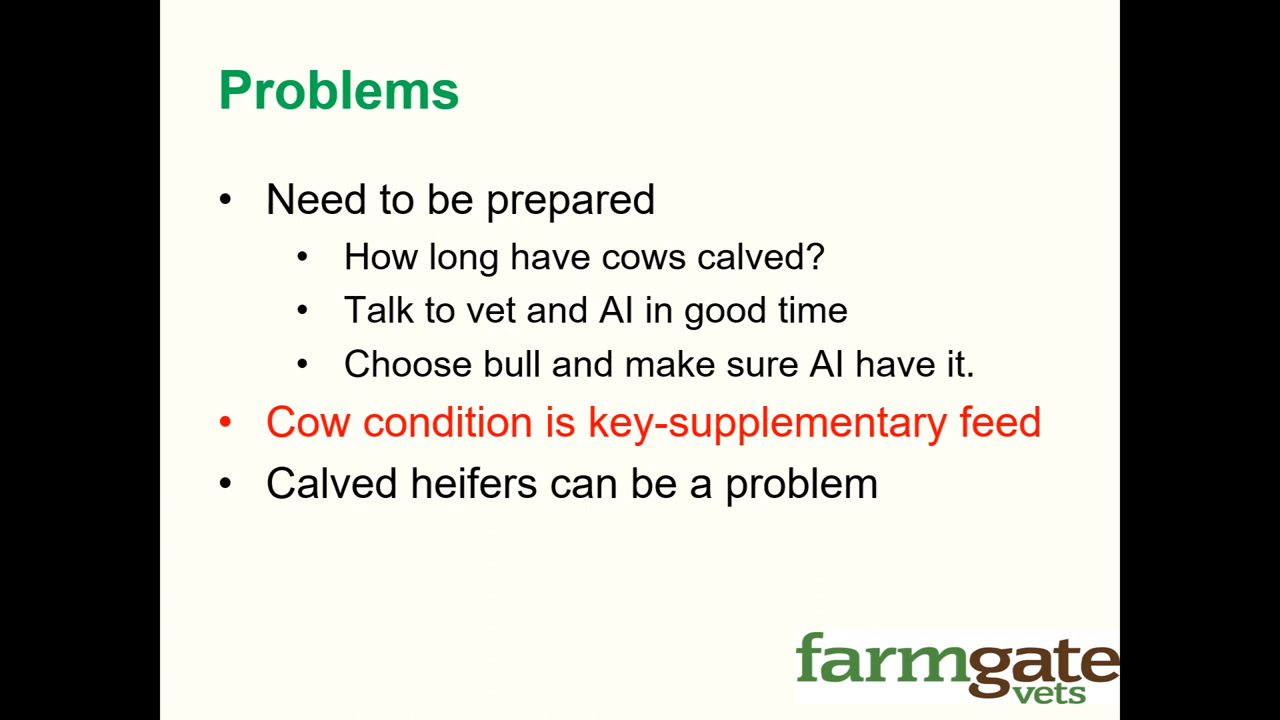 Problems
• Need to be prepared
• How long have cows calved?
• Talk to vet and AI in good time
• Choose bull and make sure AI have it.
• Cow condition is key-supplementary feed
• Calved heifers can be a problem
farmgate
vets